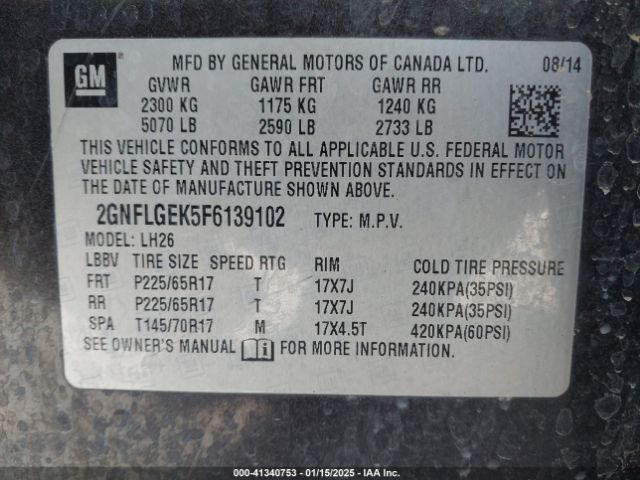 GM
MFD BY GENERAL MOTORS OF CANADA LTD. 08/14
GVWR GAWR FRT GAWR RR
2300 KG 1175 KG 1240 KG
5070 LB 2590 LB 2733 LB
THIS VEHICLE CONFORMS TO ALL APPLICABLE U.S. FEDERAL MOTOR
VEHICLE SAFETY AND THEFT PREVENTION STANDARDS IN EFFECT ON
THE DATE OF MANUFACTURE SHOWN ABOVE.
2GNFLGEK5F6139102 TYPE: M.P.V.
MODEL: LH26
LBBV TIRE SIZE SPEED RTG RIM COLD TIRE PRESSURE
FRT P225/65R17 T 17X7J 240KPA(35PSI)
RR P225/65R17 T 17X7J 240KPA(35PSI)
SPA T145/70R17 M 17X4.5T 420KPA(60PSI)
SEE OWNER'S MANUAL i FOR MORE INFORMATION.
000-41340753 - 01/15/2025 - IAA Inc.